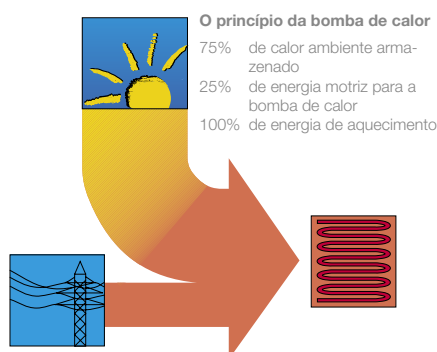 O princípio da bomba de calor
75% de calor ambiente arma-
zenado
25% de energia motriz para a
bomba de calor
100% de energia de aquecimento